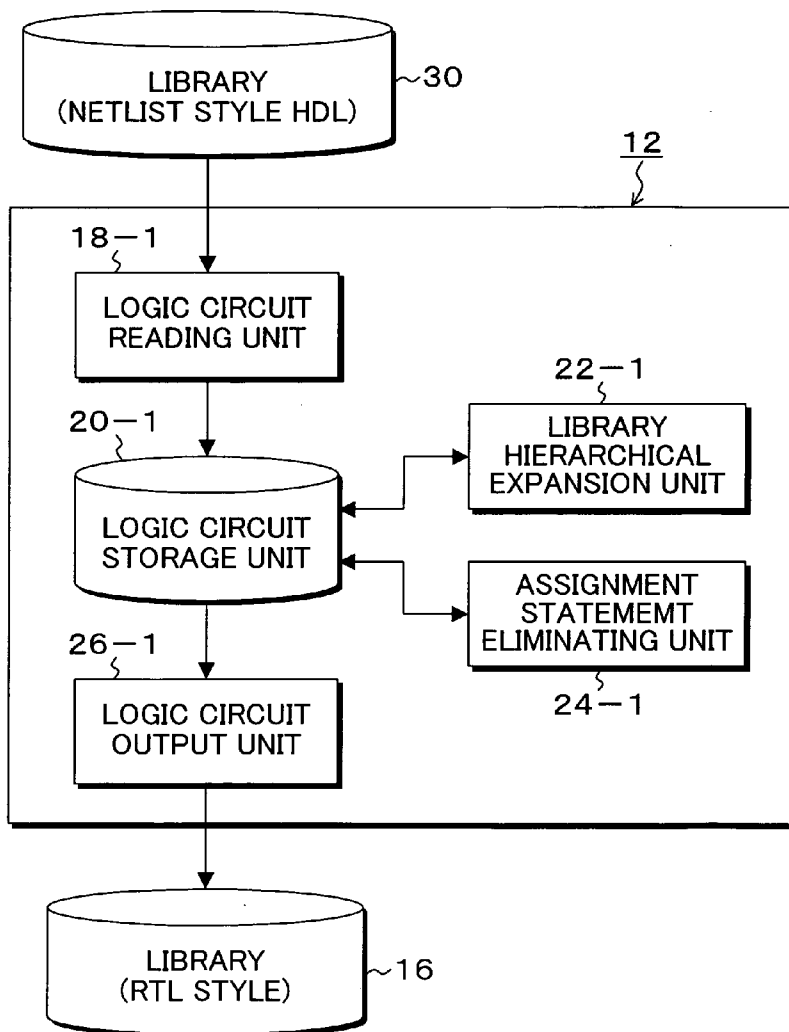 LIBRARY
(NETLIST STYLE HDL)
30
12
18-1
LOGIC CIRCUIT
READING UNIT
22-1
LIBRARY
HIERARCHICAL
EXPANSION UNIT
20-1
LOGIC CIRCUIT
STORAGE UNIT
ASSIGNMENT
STATEMEMT
ELIMINATING UNIT
24-1
26-1
LOGIC CIRCUIT
OUTPUT UNIT
LIBRARY
(RTL STYLE)
16